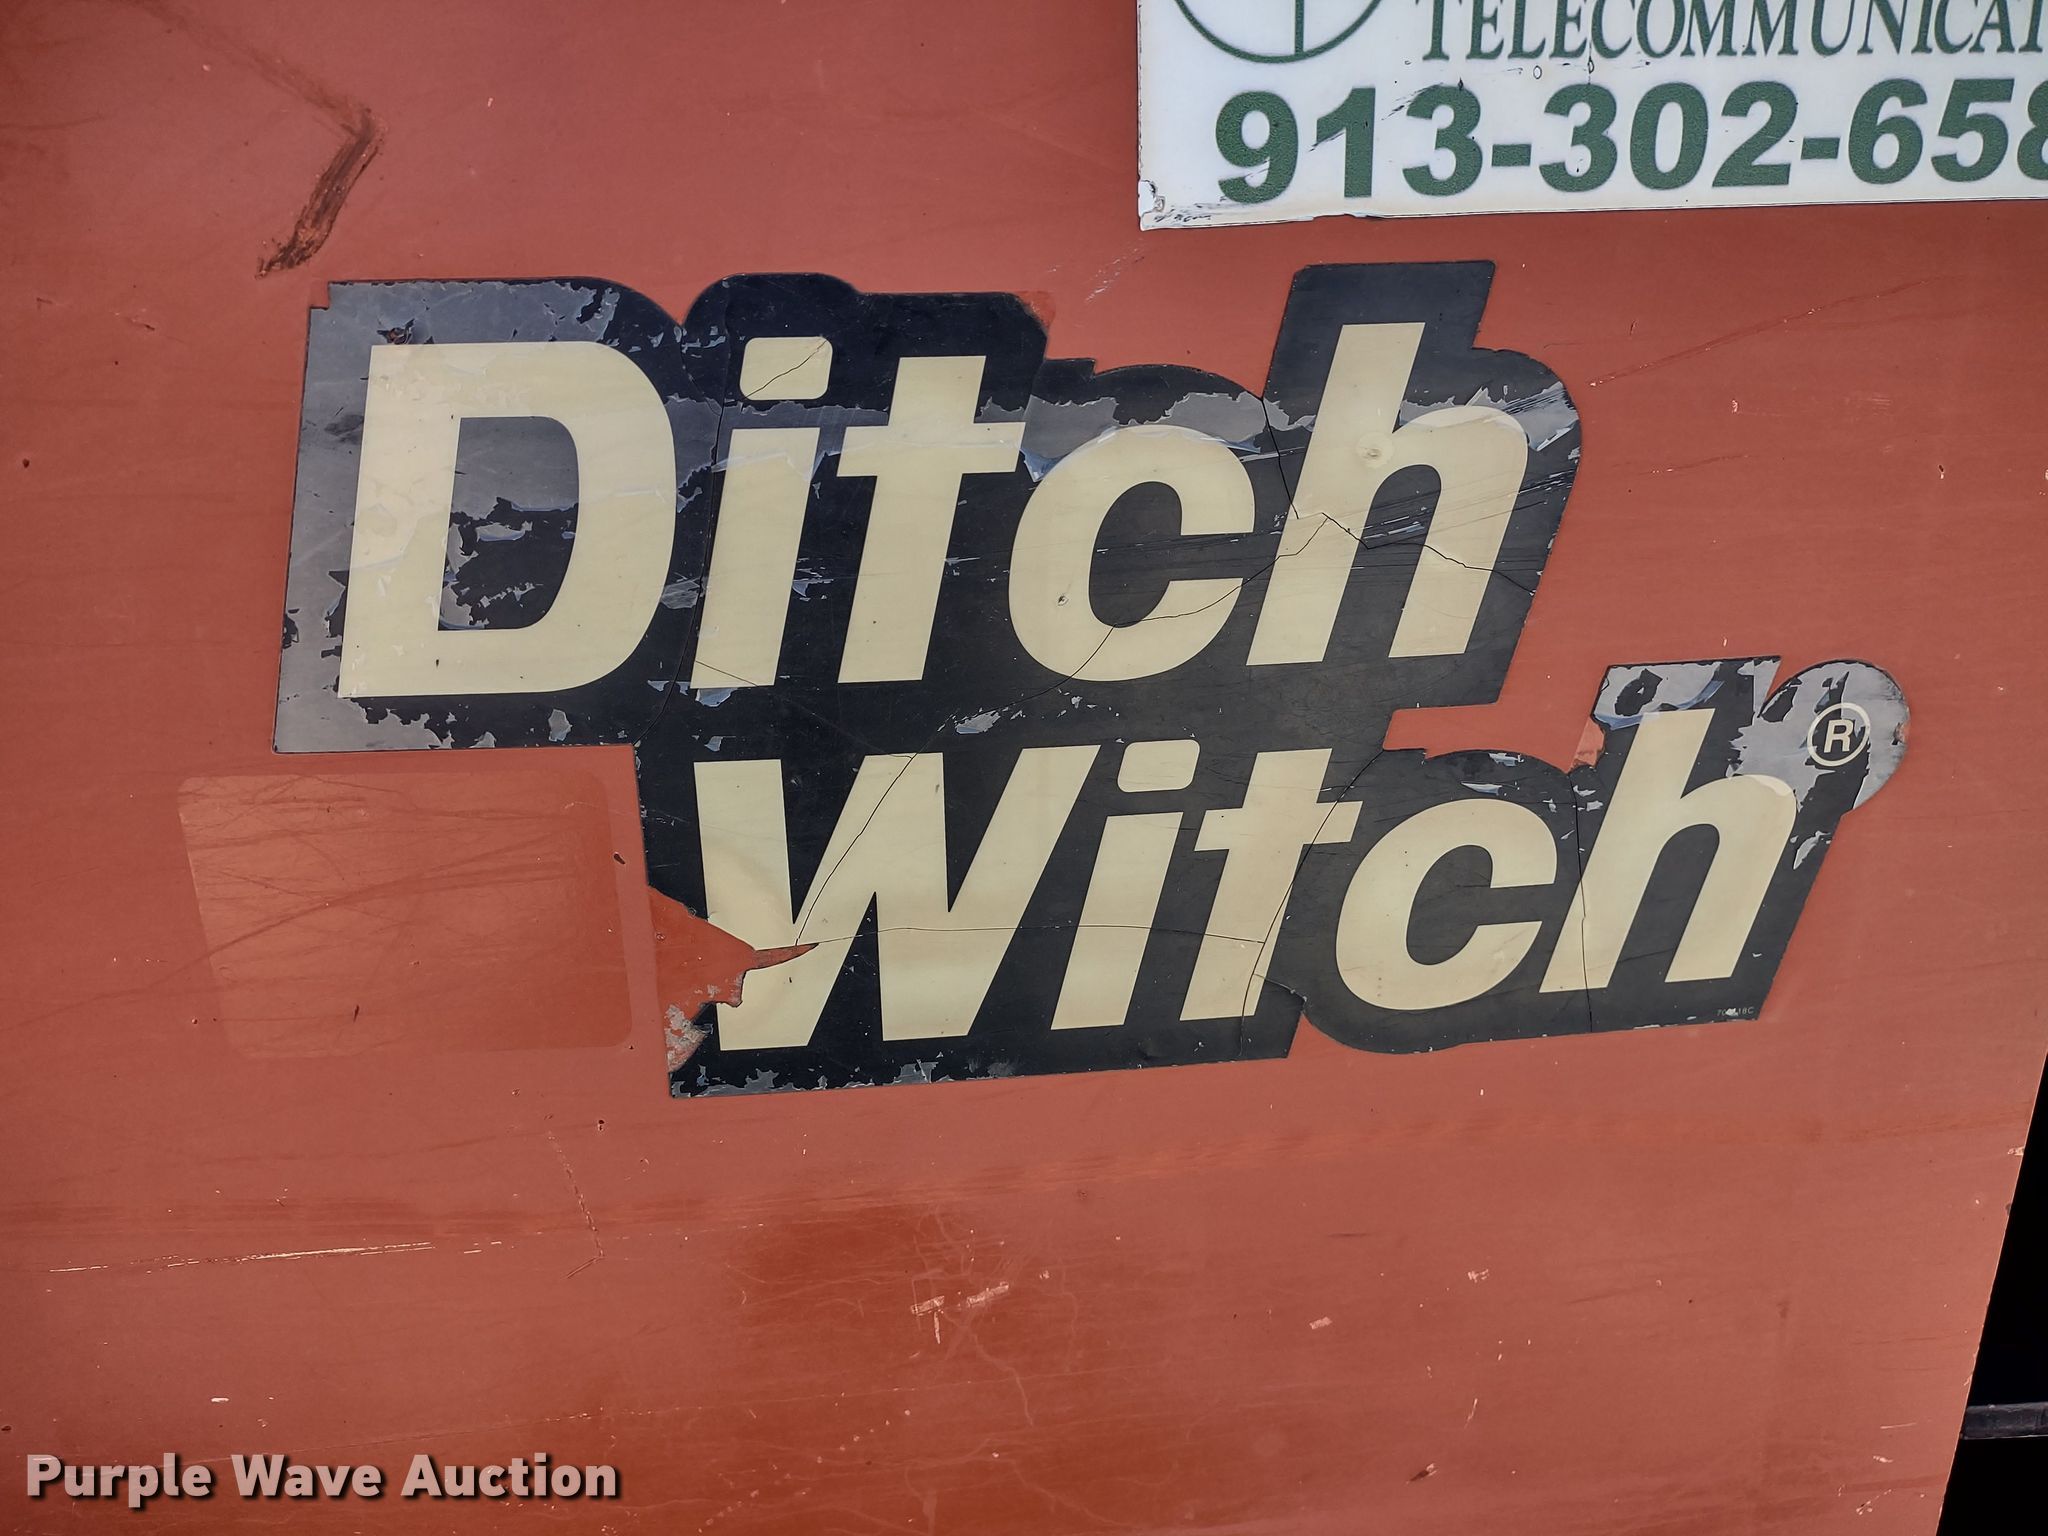 TELECOMMUNICAT
913-302-658
Ditch
Witch®
Purple Wave Auction